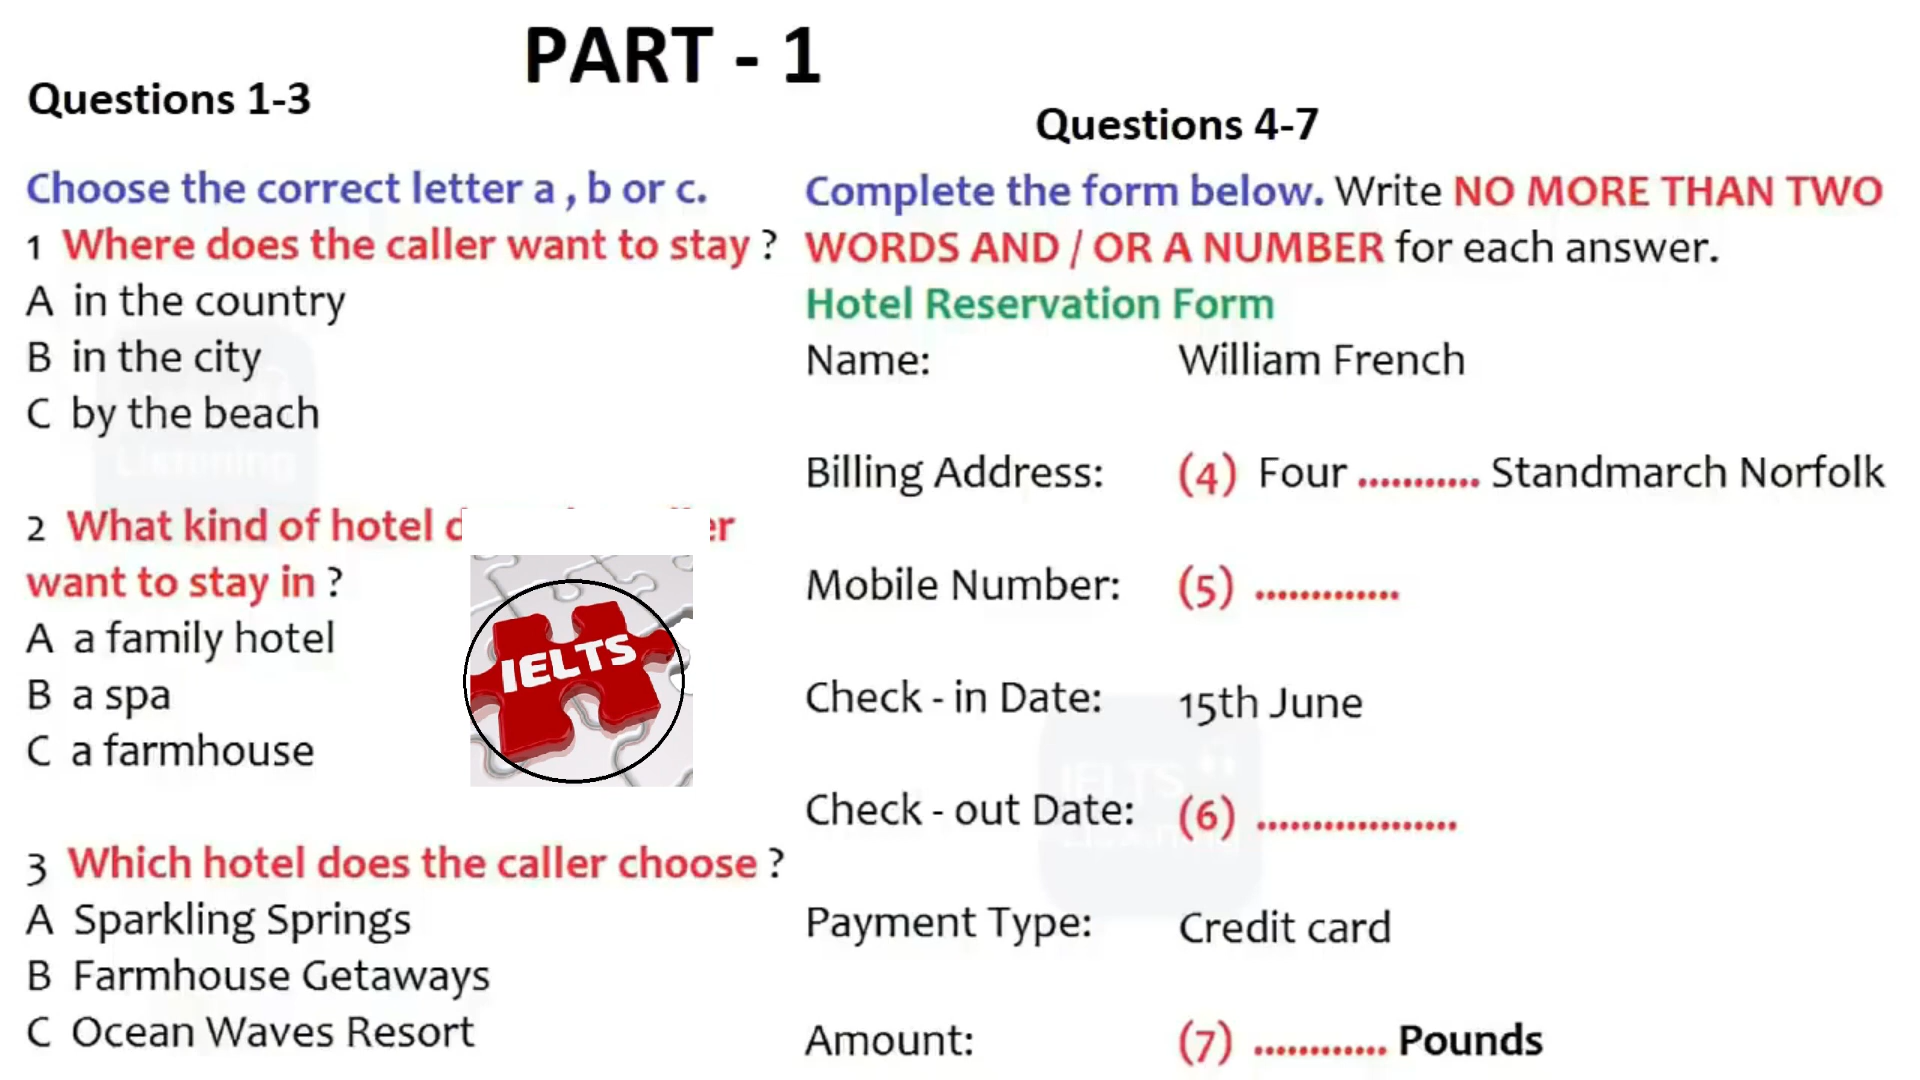 PART - 1
Questions 1-3
Choose the correct letter a , b or c.
1 Where does the caller want to stay ?
A in the country
B in the city
C by the beach
Listening
2 What kind of hotel
want to stay in ?
A a family hotel
B a spa
C a farmhouse
IELTS
3 Which hotel does the caller choose ?
A Sparkling Springs
B Farmhouse Getaways
C Ocean Waves Resort
Questions 4-7
Complete the form below. Write NO MORE THAN TWO
WORDS AND / OR A NUMBER for each answer.
Hotel Reservation Form
Name: William French
Billing Address: (4) Four ........... Standmarch Norfolk
Mobile Number: (5) .............
Check - in Date: 15th June
Check - out Date: (6) ..................
IELTS
Payment Type: Credit card
Amount: (7) ............ Pounds